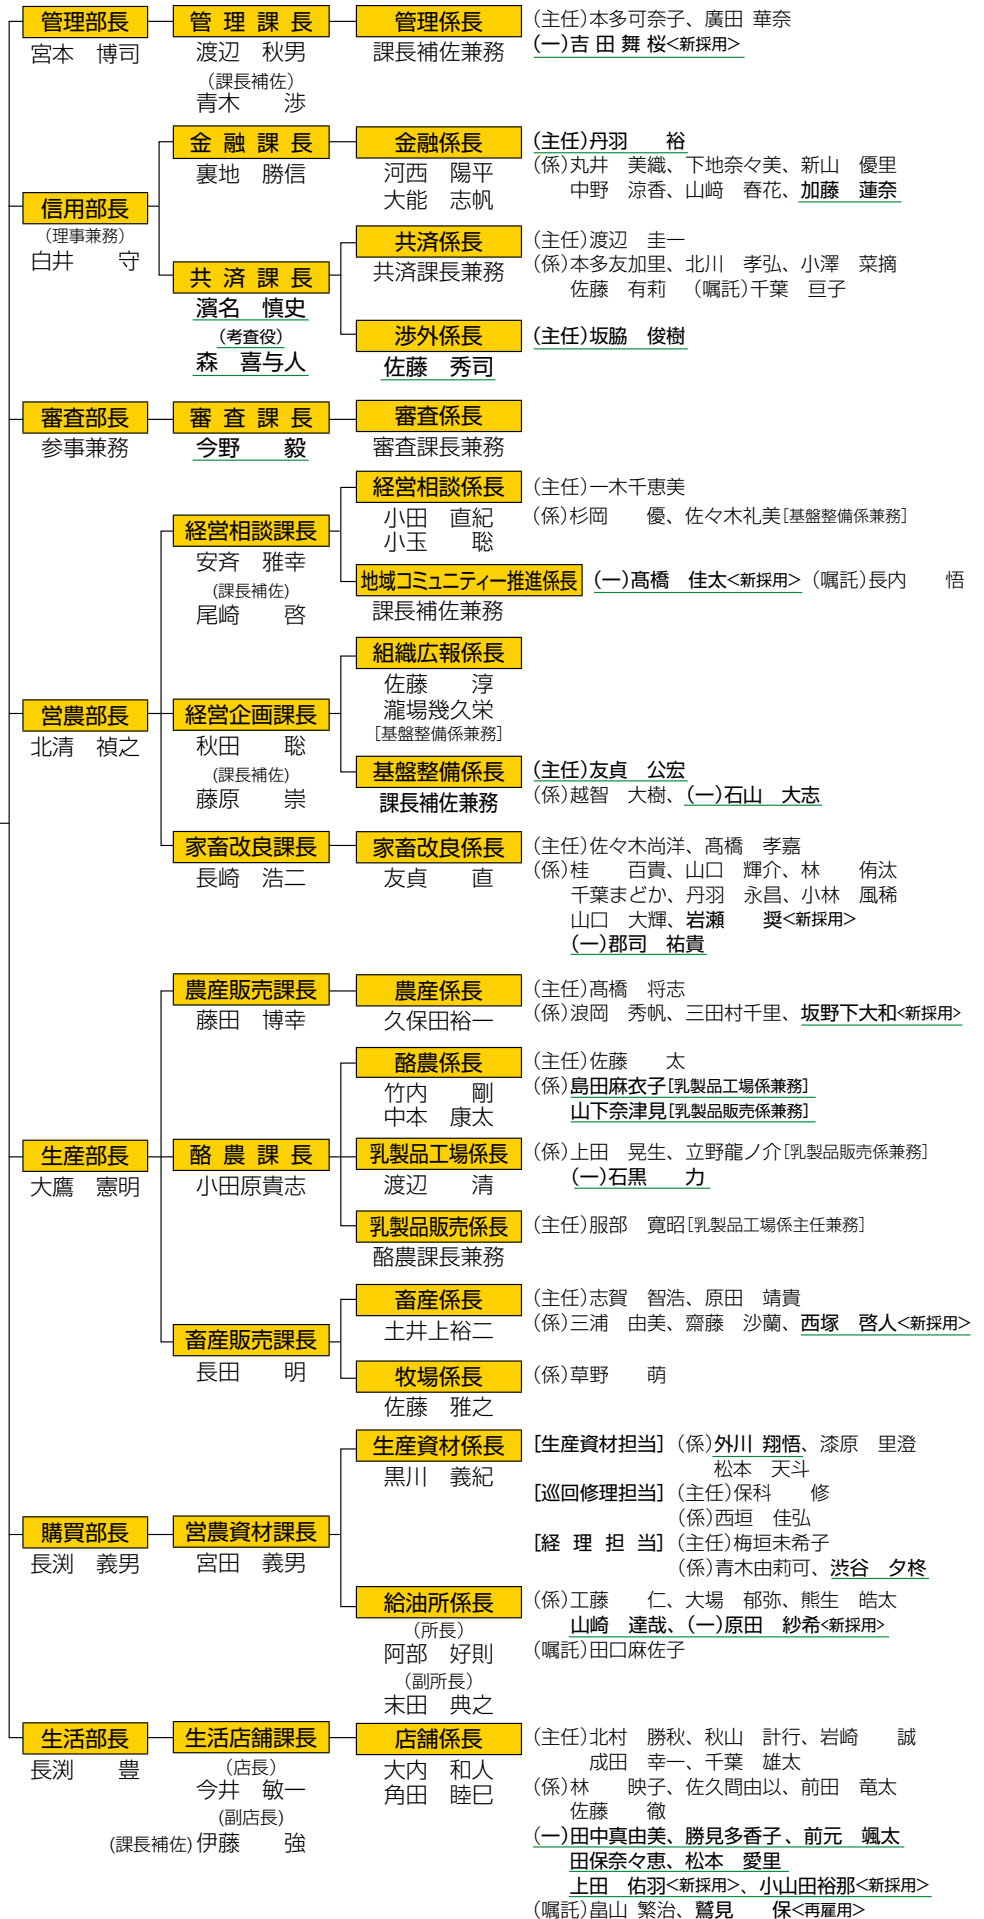 管理部長
宮本　博司
管理課長
渡辺　秋男
(課長補佐)
青木　　渉
管理係長
課長補佐兼務
(主任)本多可奈子、廣田 華奈
(一)吉田舞桜<新採用>
信用部長
(理事兼務)
白井　　守
金融課長
裏地　勝信
金融係長
河西　陽平
大能　志帆
(主任)丹羽　　裕
(係)丸井　美織、下地奈々美、新山　優里
中野　涼香、山﨑　春花、加藤　蓮奈
共済課長
濱名　慎史
(考査役)
森　喜与人
共済係長
共済課長兼務
(主任)渡辺　圭一
(係)本多友加里、北川　孝弘、小澤　菜摘
佐藤　有莉　(嘱託)千葉　亘子
渉外係長
佐藤　秀司
(主任)坂脇　俊樹
審査部長
参事兼務
審査課長
今野　　毅
審査係長
審査課長兼務
営農部長
北清　禎之
経営相談課長
安斉　雅幸
(課長補佐)
尾崎　　啓
経営相談係長
小田　直紀
小玉　　聡
(主任)一木千恵美
(係)杉岡　　優、佐々木礼美[基盤整備係兼務]
地域コミュニティー推進係長
課長補佐兼務
(一)髙橋　佳太<新採用> (嘱託)長内　　悟
経営企画課長
秋田　　聡
(課長補佐)
藤原　　崇
組織広報係長
佐藤　　淳
瀧場幾久栄
[基盤整備係兼務]
基盤整備係長
課長補佐兼務
(主任)友貞　公宏
(係)越智　大樹、(一)石山　大志
家畜改良課長
長崎　浩二
家畜改良係長
友貞　　直
(主任)佐々木尚洋、髙橋　孝嘉
(係)桂　　百貴、山口　輝介、林　　侑汰
千葉まどか、丹羽　永昌、小林　風稀
山口　大輝、岩瀬　　奨<新採用>
(一)郡司　祐貴
生産部長
大鷹　憲明
農産販売課長
藤田　博幸
農産係長
久保田裕一
(主任)髙橋　将志
(係)浪岡　秀帆、三田村千里、坂野下大和<新採用>
酪農課長
小田原貴志
酪農係長
竹内　　剛
中本　康太
(主任)佐藤　　太
(係)島田麻衣子[乳製品工場係兼務]
山下奈津見[乳製品販売係兼務]
乳製品工場係長
渡辺　　清
(係)上田　晃生、立野龍ノ介[乳製品販売係兼務]
(一)石黒　　力
乳製品販売係長
酪農課長兼務
(主任)服部　寛昭[乳製品工場係主任兼務]
畜産販売課長
長田　　明
畜産係長
土井上裕二
(主任)志賀　智浩、原田　靖貴
(係)三浦　由美、齋藤　沙蘭、西塚　啓人<新採用>
牧場係長
佐藤　雅之
(係)草野　　萌
購買部長
長渕　義男
営農資材課長
宮田　義男
生産資材係長
黒川　義紀
[生産資材担当] (係)外川 翔悟、漆原　里澄
松本　天斗
[巡回修理担当] (主任)保科　　修
(係)西垣　佳弘
[経理担当] (主任)梅垣未希子
(係)青木由莉可、渋谷　夕柊
給油所係長
(所長)
阿部　好則
(副所長)
末田　典之
(係)工藤　　仁、大場　郁弥、熊生　皓太
山崎　達哉、(一)原田　紗希<新採用>
(嘱託)田口麻佐子
生活部長
長渕　　豊
生活店舗課長
(店長)
今井　敏一
(副店長)
(課長補佐) 伊藤　　強
店舗係長
大内　和人
角田　睦巳
(主任)北村　勝秋、秋山　計行、岩崎　　誠
成田　幸一、千葉　雄太
(係)林　　映子、佐久間由以、前田　竜太
佐藤　　徹
(一)田中真由美、勝見多香子、前元　颯太
田保奈々恵、松本　愛里
上田　佑羽<新採用>、小山田裕那<新採用>
(嘱託)畠山 繁治、鷲見　　保<再雇用>